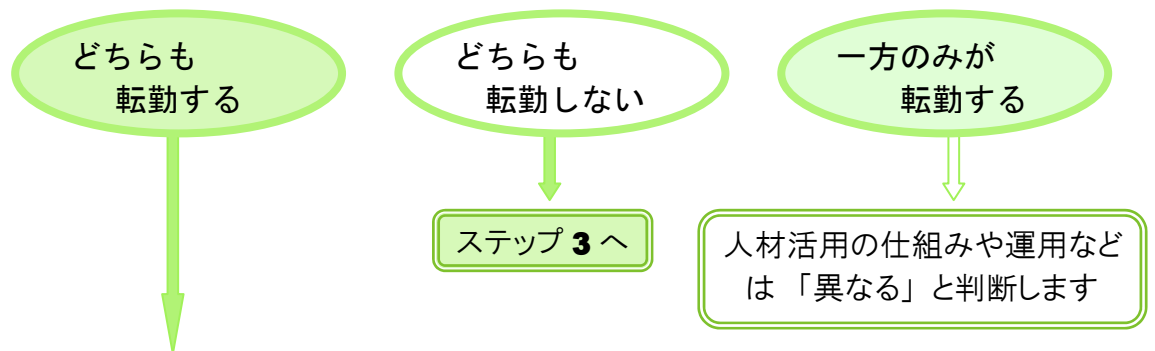 どちらも
転勤する
どちらも
転勤しない
一方のみが
転勤する
ステップ 3 へ
人材活用の仕組みや運用など
は 「異なる」 と判断します